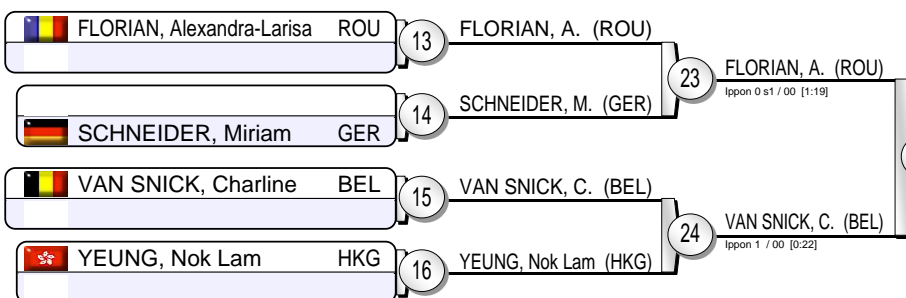 FLORIAN, Alexandra-Larisa ROU
13
FLORIAN, A. (ROU)
23
FLORIAN, A. (ROU)
Ippon 0 s1 / 00 [1:19]
14
SCHNEIDER, M. (GER)
SCHNEIDER, Miriam GER
VAN SNICK, Charline BEL
15
VAN SNICK, C. (BEL)
24
VAN SNICK, C. (BEL)
Ippon 1 / 00 [0:22]
YEUNG, Nok Lam HKG
16
YEUNG, Nok Lam (HKG)